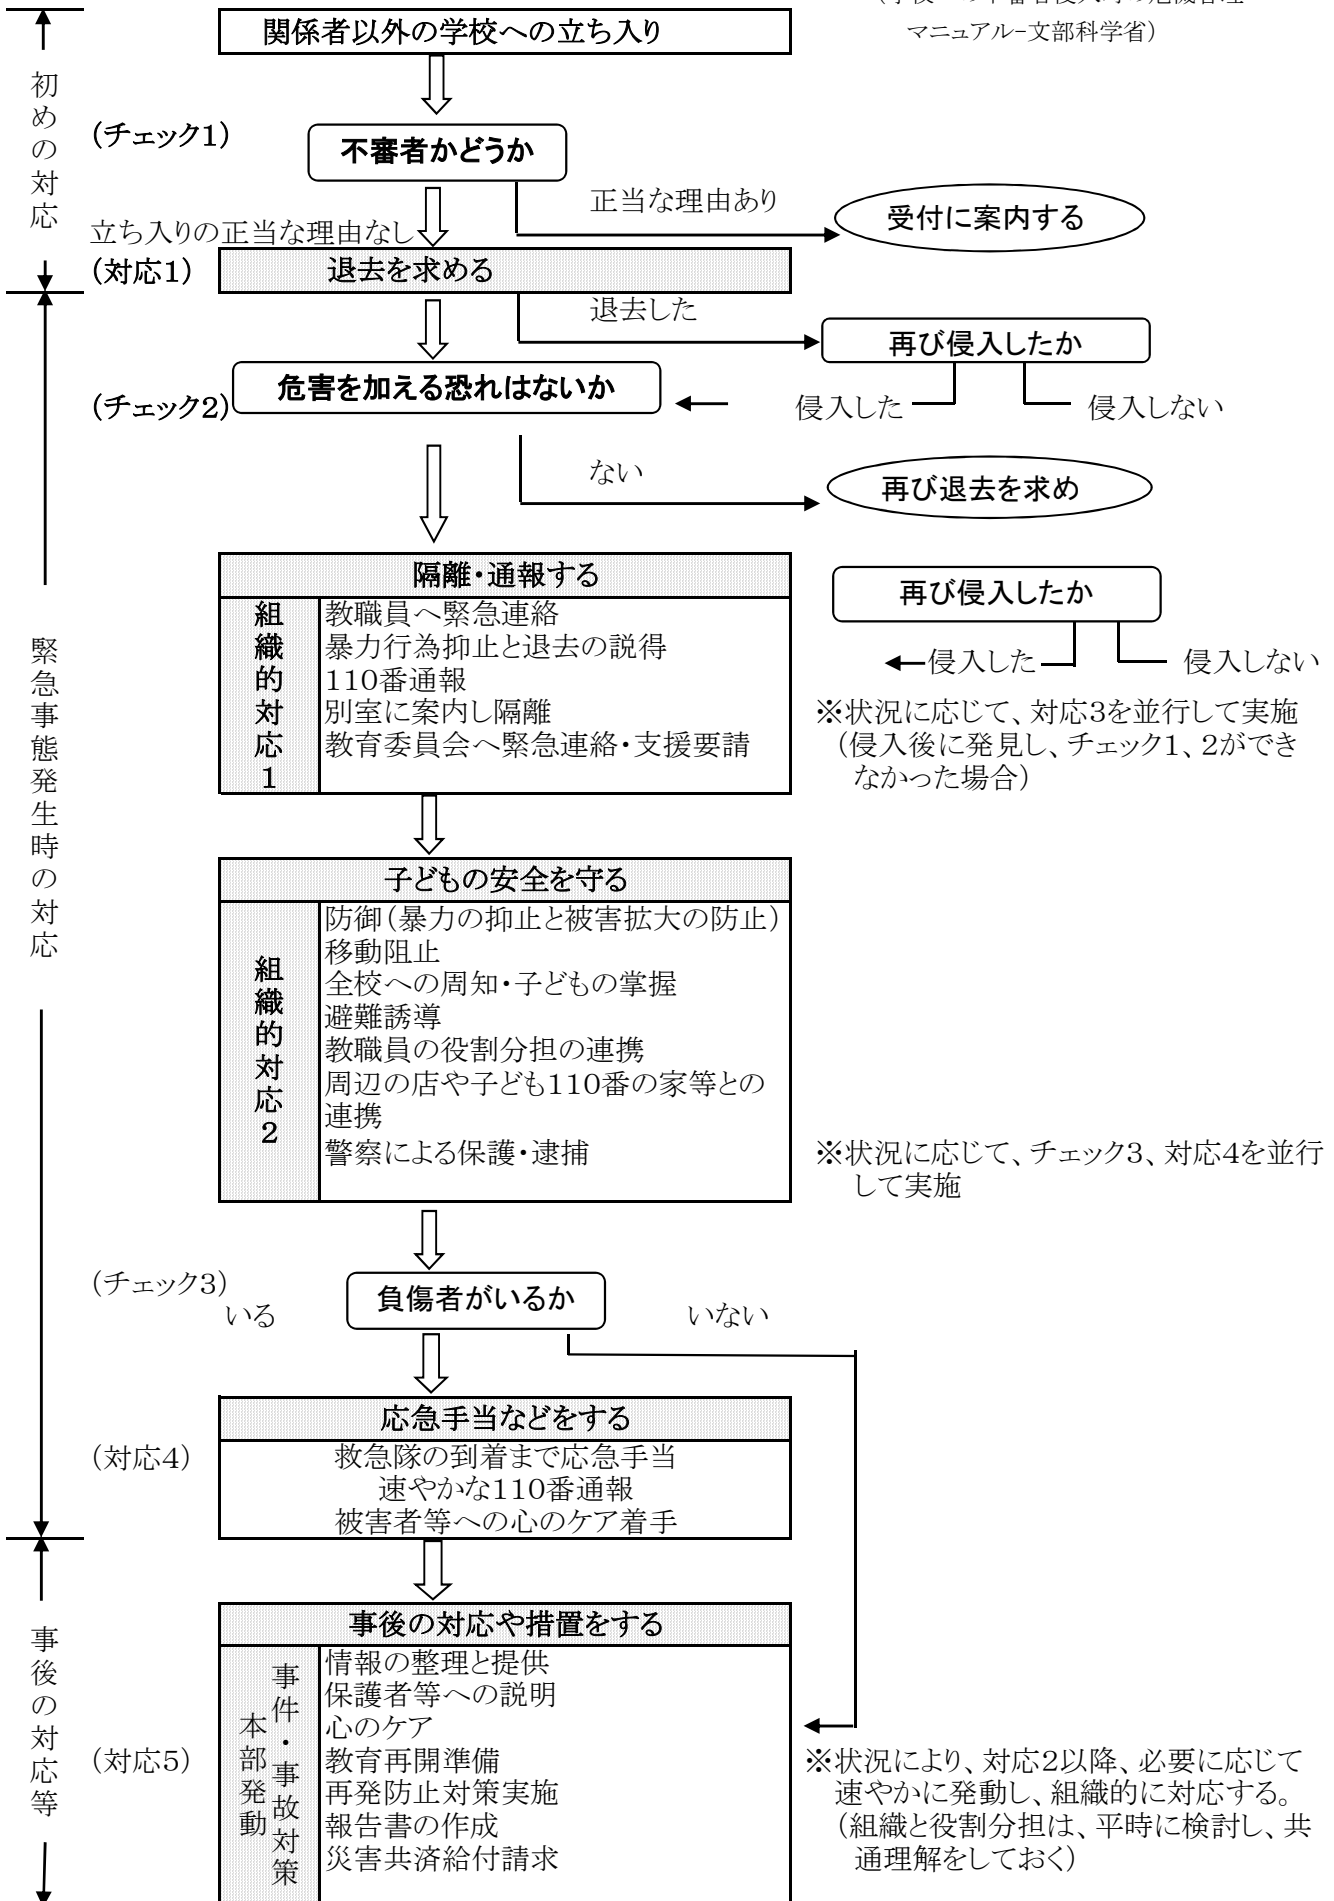 関係者以外の学校への立ち入り
マニュアル-文部科学省）
初めの対応
（チェック1）
不審者かどうか
正当な理由あり
受付に案内する
立ち入りの正当な理由なし
（対応1）
退去を求める
退去した
再び侵入したか
危害を加える恐れはないか
（チェック2）
侵入した
侵入しない
ない
再び退去を求め
隔離・通報する
組織的対応1
教職員へ緊急連絡
暴力行為抑止と退去の説得
110番通報
別室に案内し隔離
教育委員会へ緊急連絡・支援要請
再び侵入したか
侵入した
侵入しない
※状況に応じて、対応3を並行して実施
（侵入後に発見し、チェック1、2ができ
なかった場合）
緊急事態発生時の対応
子どもの安全を守る
組織的対応2
防御（暴力の抑止と被害拡大の防止）
移動阻止
全校への周知・子どもの掌握
避難誘導
教職員の役割分担の連携
周辺の店や子ども110番の家等との
連携
警察による保護・逮捕
※状況に応じて、チェック3、対応4を並行
して実施
（チェック3）
いる
負傷者がいるか
いない
応急手当などをする
（対応4）
救急隊の到着まで応急手当
速やかな110番通報
被害者等への心のケア着手
事後の対応や措置をする
事後の対応等
（対応5）
事件・事故対策
本部発動
情報の整理と提供
保護者等への説明
心のケア
教育再開準備
再発防止対策実施
報告書の作成
災害共済給付請求
※状況により、対応2以降、必要に応じて
速やかに発動し、組織的に対応する。
（組織と役割分担は、平時に検討し、共
通理解をしておく）